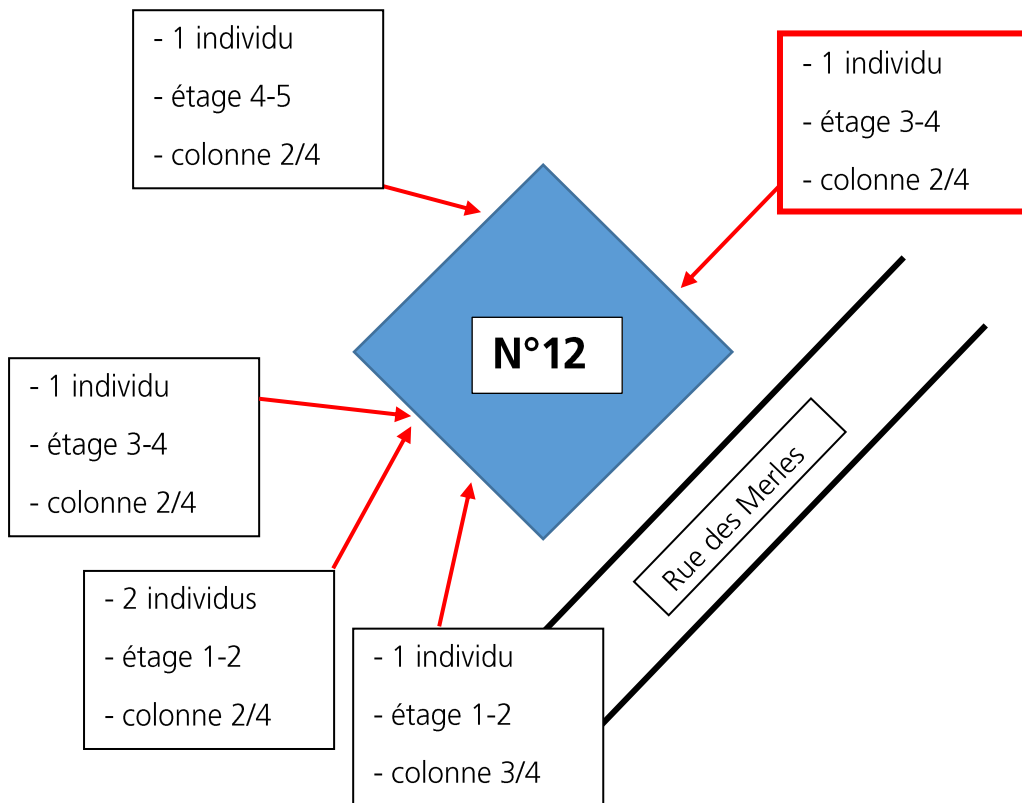 - 1 individu
- étage 4-5
- colonne 2/4
- 1 individu
- étage 3-4
- colonne 2/4
N°12
- 1 individu
- étage 3-4
- colonne 2/4
Rue des Merles
- 2 individus
- étage 1-2
- colonne 2/4
- 1 individu
- étage 1-2
- colonne 3/4